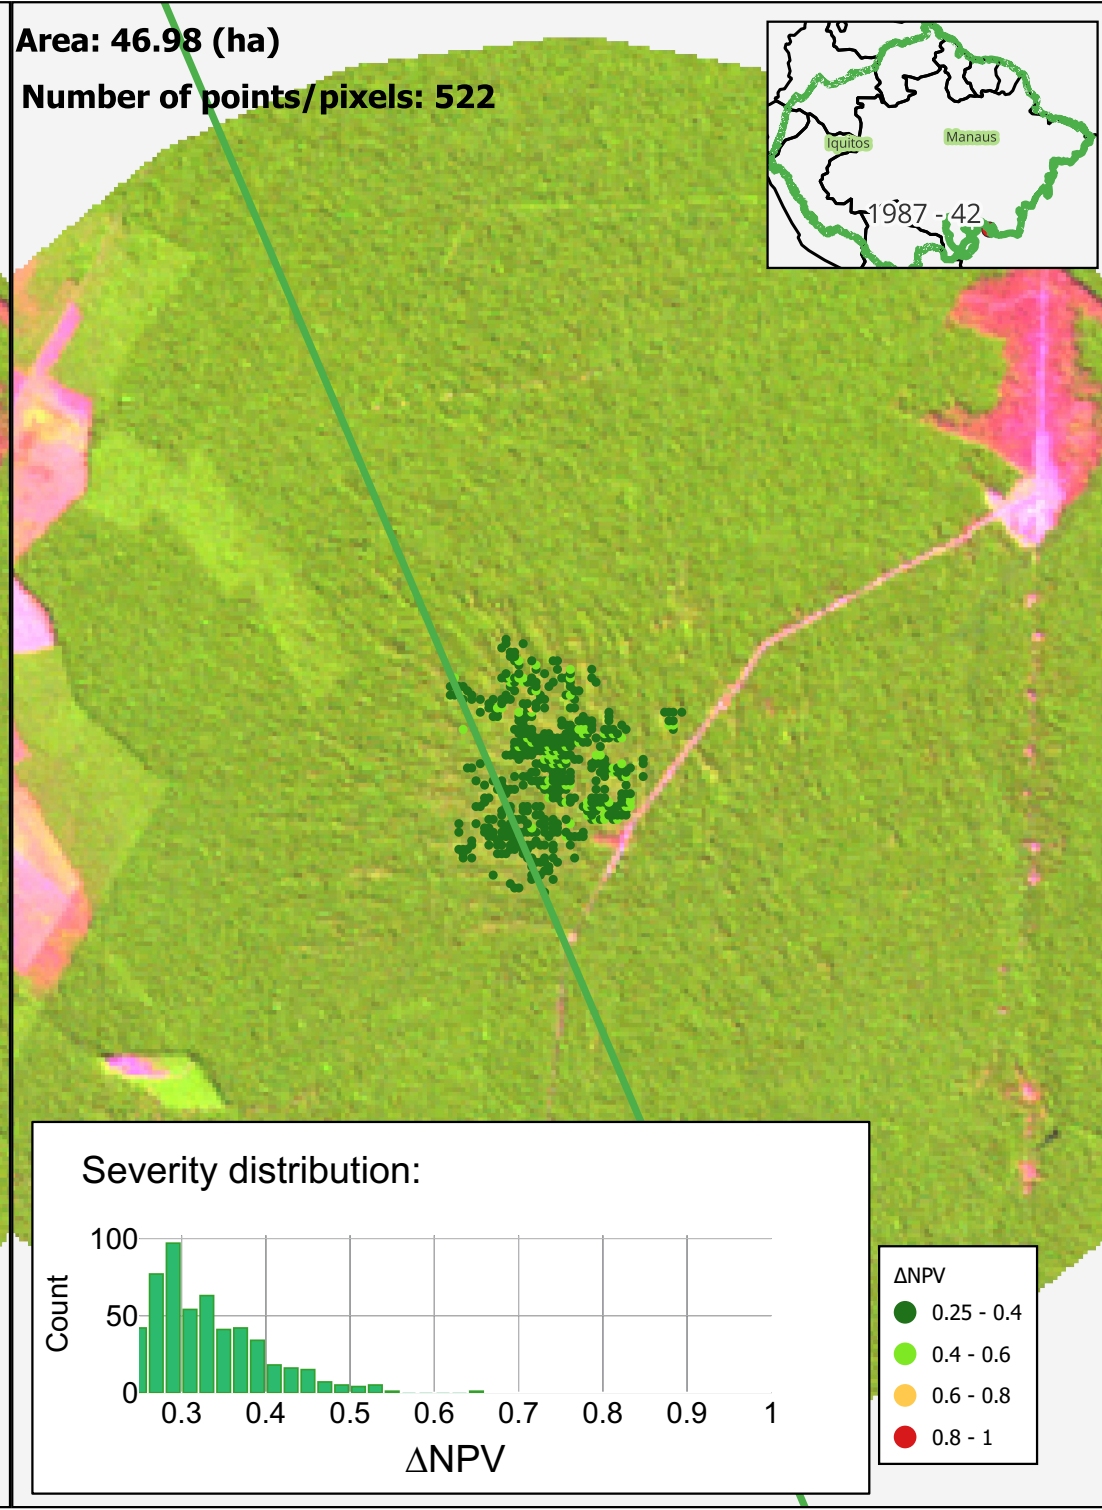 Area: 46.98 (ha)
Number of points/pixels: 522
Iquitos
Manaus
1987 - 42
Severity distribution:
100
50
0
Count
0.3 0.4 0.5 0.6 0.7 0.8 0.9 1
ΔNPV
ΔNPV
0.25 - 0.4
0.4 - 0.6
0.6 - 0.8
0.8 - 1